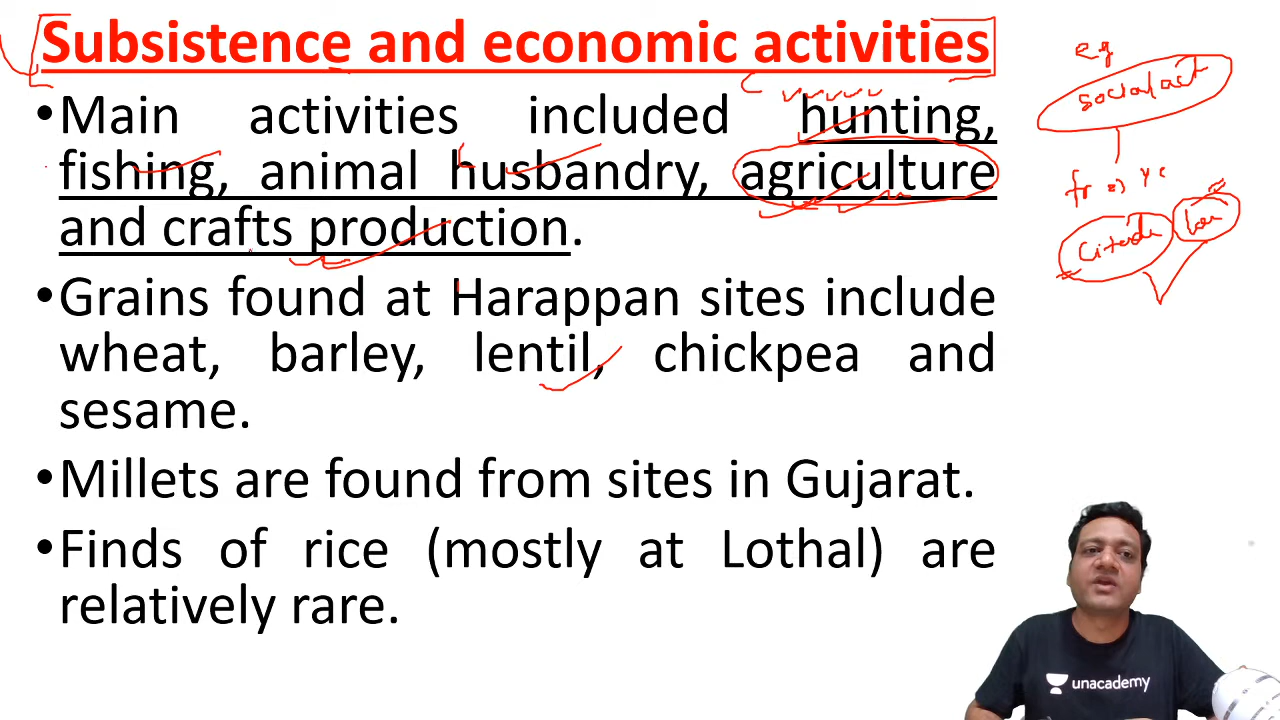 Subsistence and economic activities
•Main activities included hunting,
fishing, animal husbandry, agriculture
and crafts production.
•Grains found at Harappan sites include
wheat, barley, lentil, chickpea and
sesame.
•Millets are found from sites in Gujarat.
•Finds of rice (mostly at Lothal) are
relatively rare.
eg
unacademy